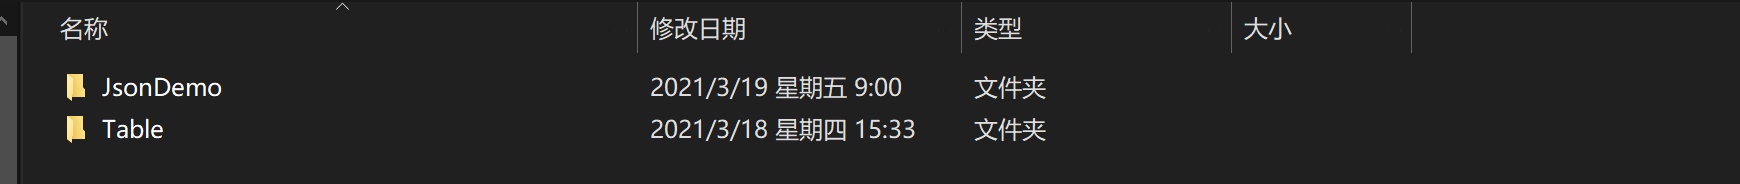 名称 修改日期 类型 大小
JsonDemo 2021/3/19 星期五 9:00 文件夹
Table 2021/3/18 星期四 15:33 文件夹